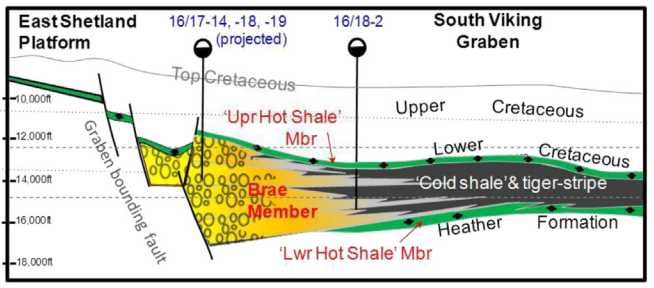 East Shetland
Platform
16/17-14, -18, -19
(projected)
16/18-2
South Viking
Graben
Top Cretaceous
10,000ft
12,000ft
14,000ft
16,000ft
18,000ft
Upper Cretaceous
'Upr Hot Shale'
Mbr
Lower Cretaceous
Graben bounding fault
Brae
Member
'Cold shale' & tiger-stripe
'Lwr Hot Shale' Mbr
Heather Formation